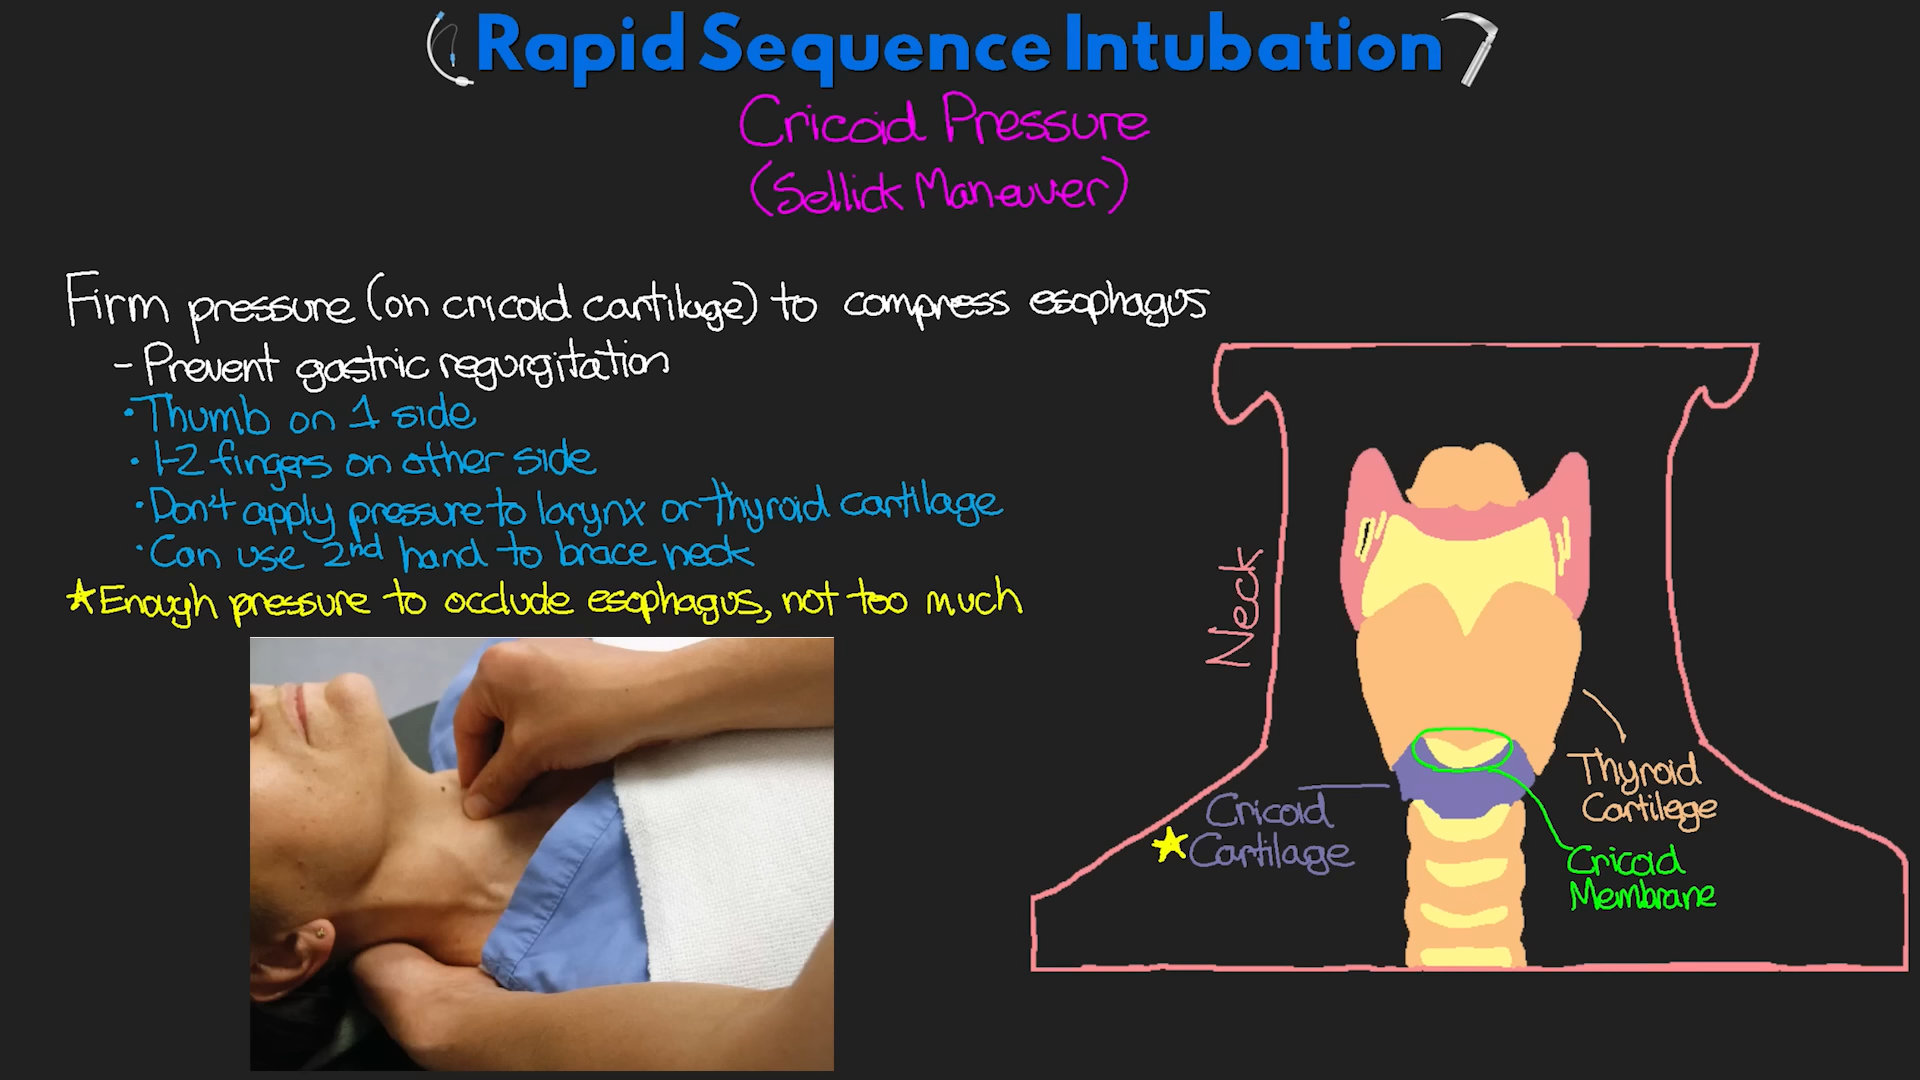 Rapid Sequence Intubation
Cricoid Pressure
(Sellick Maneuver)
Firm pressure (on cricoid cartilage) to compress esophagus
- Prevent gastric regurgitation
• Thumb on 1 side
• 1-2 fingers on other side
• Don't apply pressure to larynx or thyroid cartilage
• Can use 2nd hand to brace neck
★ Enough pressure to occlude esophagus, not too much
Neck
Thyroid
Cartilege
Cricoid
★ Cartilage
Cricoid
Membrane